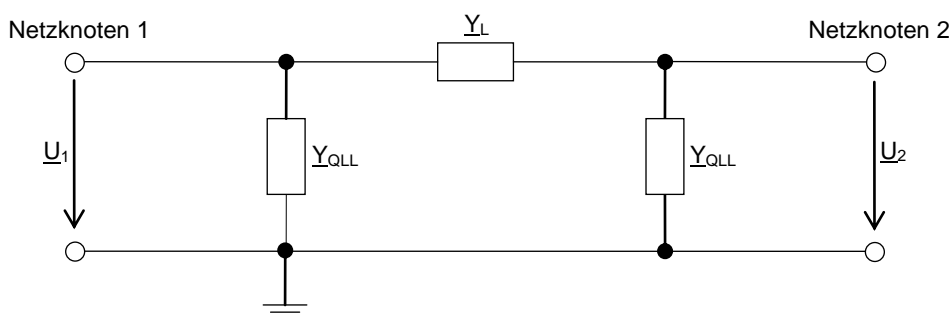 Netzknoten 1
Y_L
Netzknoten 2
U_1
Y_QLL
Y_QLL
U_2